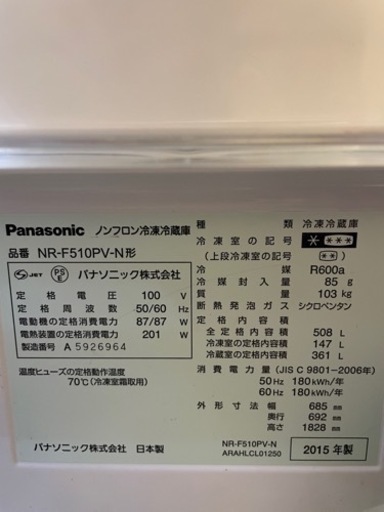 Panasonic ノンフロン冷凍冷蔵庫
品番 NR-F510PV-N形
S JET PS E パナソニック株式会社
定格電圧 100 V
定格周波数 50/60 Hz
電動機の定格消費電力 87/87 W
電熱装置の定格消費電力 201 W
製造番号 A 5926964
温度ヒューズの定格動作温度
70℃(冷凍室霜取用)
パナソニック株式会社 日本製
種類 冷凍冷蔵庫
冷凍室の記号 * ***
(上段冷凍室の記号 **)
冷媒 R600a
冷媒封入量 85g
質量 103kg
断熱発泡ガス シクロペンタン
定格内容積
全定格内容積 508 L
冷凍室の定格内容積 147 L
冷蔵室の定格内容積 361 L
消費電力量(JIS C 9801−2006年)
50Hz 180kWh/年
60Hz 180kWh/年
外形寸法 幅 685 mm
奥行 692 mm
高さ 1828 mm
NR-F510PV-N
ARAHLCL01250
2015年製